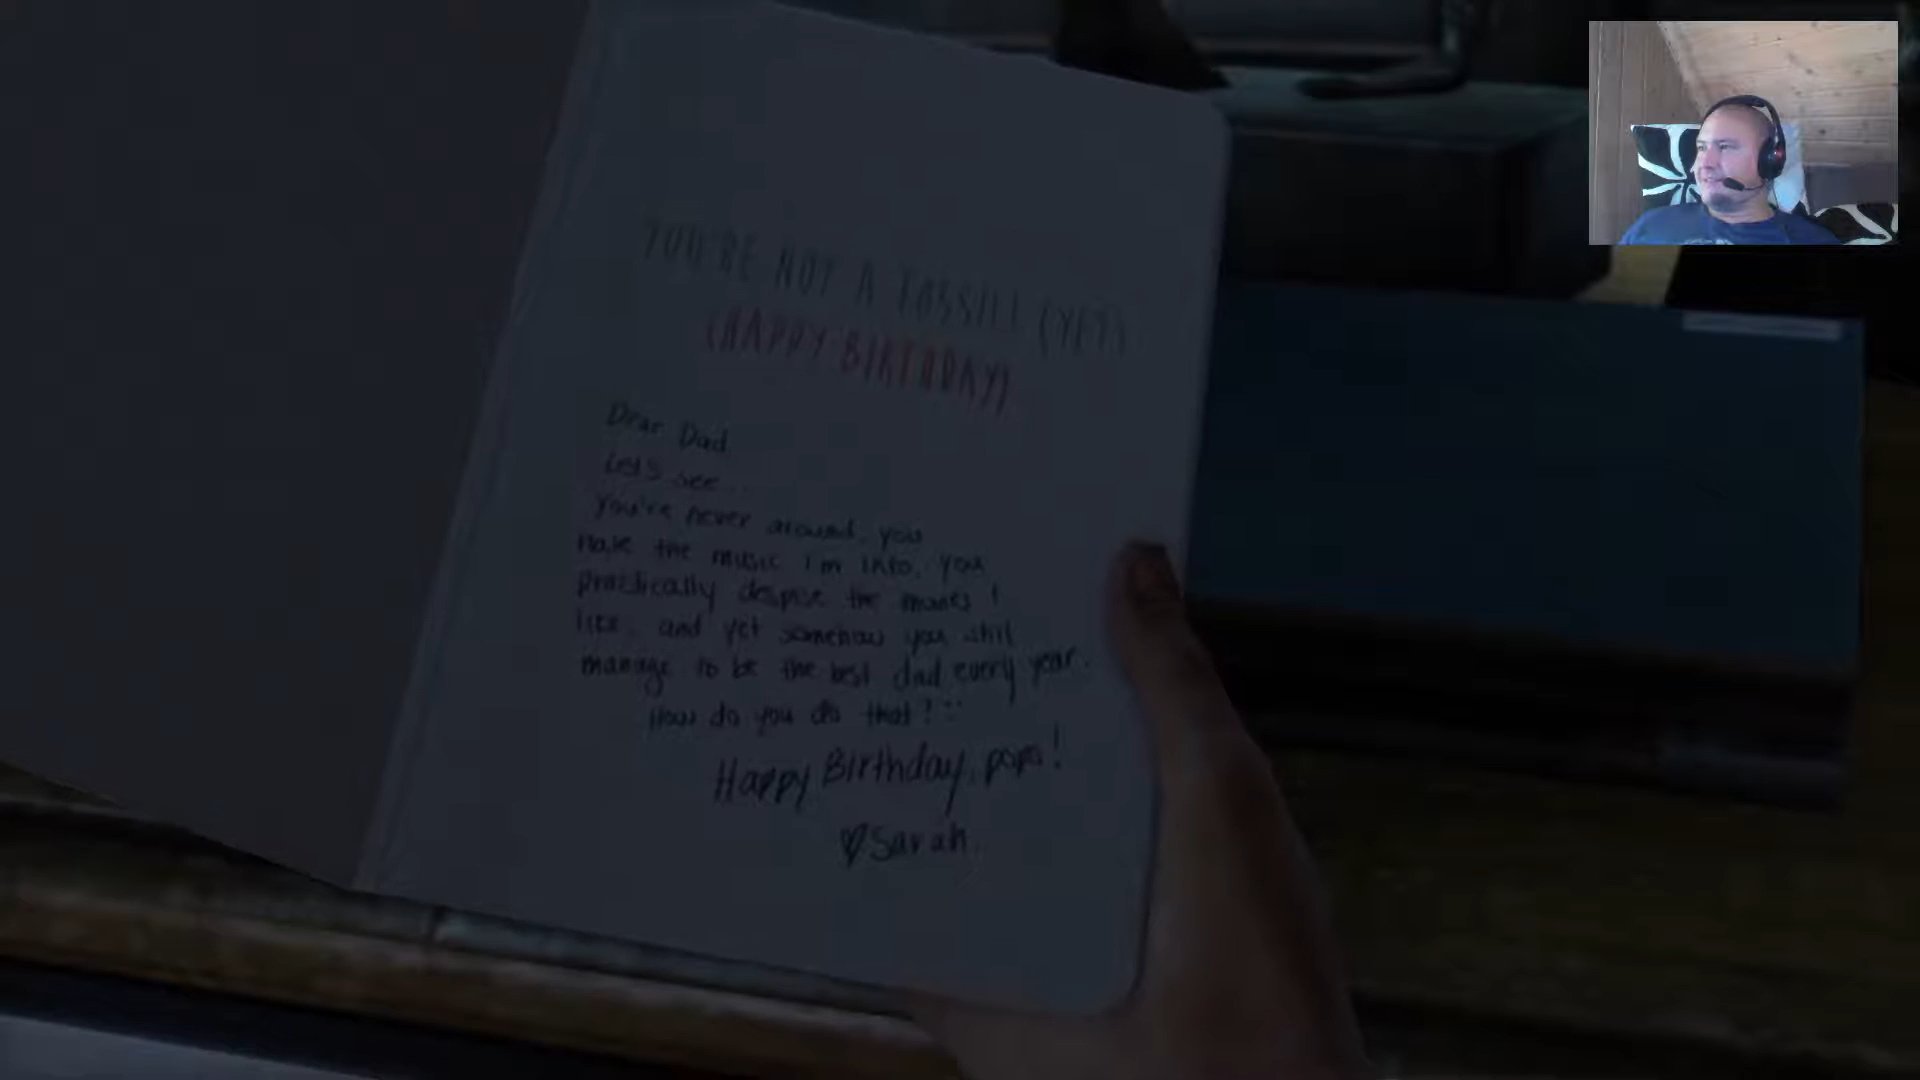 YOU'RE NOT A FOSSIL! (YET)
(HAPPY BIRTHDAY)
Dear Dad
Let's see...
You're never around, you
hate the music i'm into, you
practically despise the movies I
like, and yet somehow you still
manage to be the best dad every year.
How do you do that?
Happy Birthday, papa!
♡Sarah.